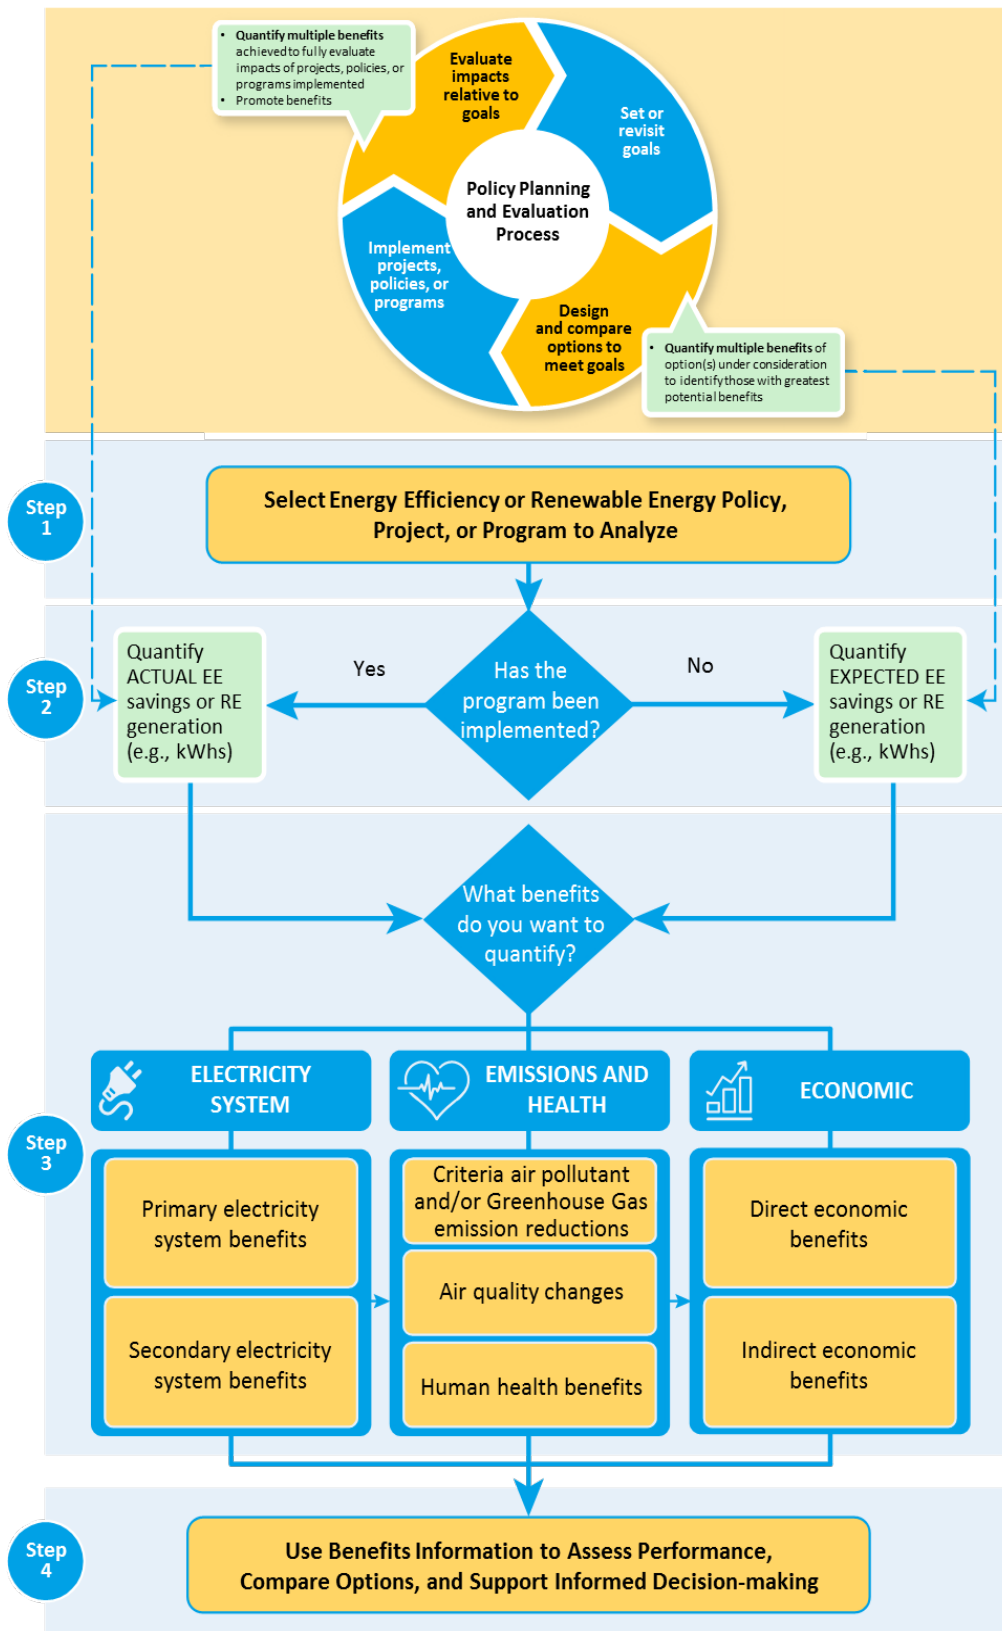 • Quantify multiple benefits
achieved to fully evaluate
impacts of projects, policies, or
programs implemented
• Promote benefits
Evaluate
impacts
relative to
goals
Set or
revisit
goals
Policy Planning
and Evaluation
Process
Implement
projects,
policies, or
programs
Design
and compare
options to
meet goals
• Quantify multiple benefits of
option(s) under consideration
to identify those with greatest
potential benefits
Step
1
Select Energy Efficiency or Renewable Energy Policy,
Project, or Program to Analyze
Step
2
Quantify
ACTUAL EE
savings or RE
generation
(e.g., kWhs)
Yes
Has the
program been
implemented?
No
Quantify
EXPECTED EE
savings or RE
generation
(e.g., kWhs)
What benefits
do you want to
quantify?
Step
3
ELECTRICITY
SYSTEM
Primary electricity
system benefits
Secondary electricity
system benefits
EMISSIONS AND
HEALTH
Criteria air pollutant
and/or Greenhouse Gas
emission reductions
Air quality changes
Human health benefits
ECONOMIC
Direct economic
benefits
Indirect economic
benefits
Step
4
Use Benefits Information to Assess Performance,
Compare Options, and Support Informed Decision-making